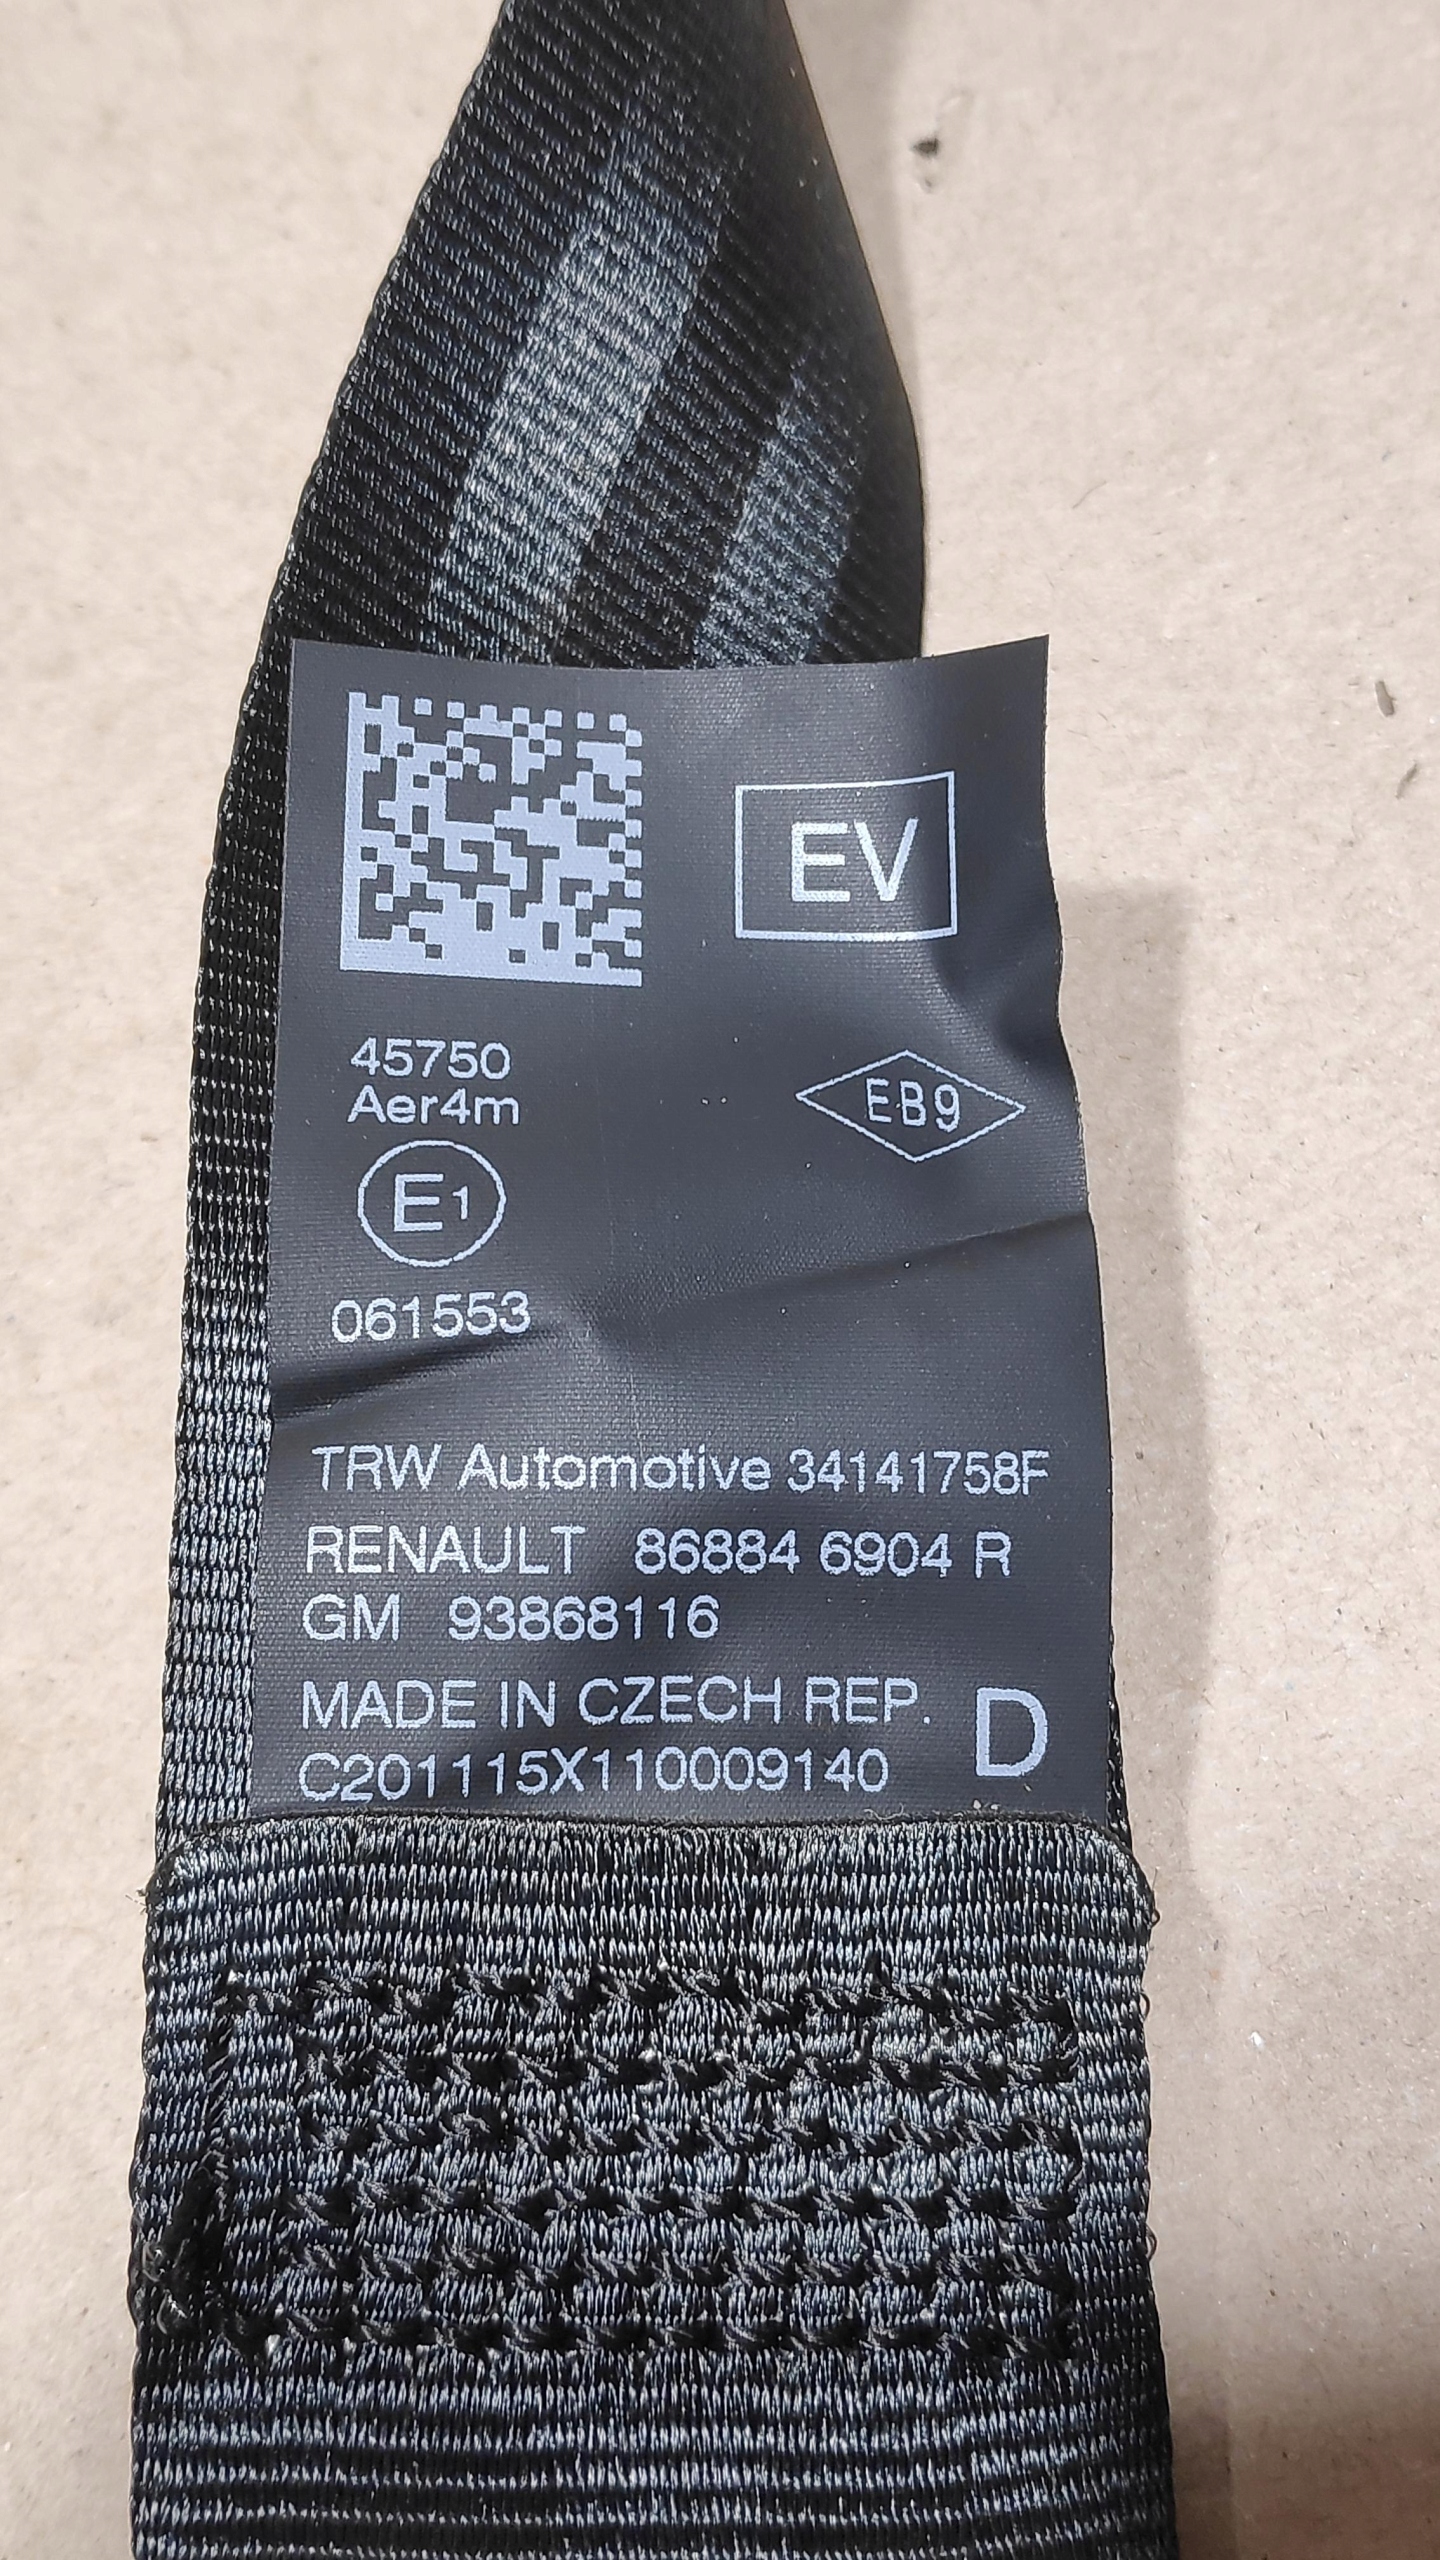 EV
45750
Aer4m
EB9
E1
061553
TRW Automotive 34141758F
RENAULT 86884 6904 R
GM 93868116
MADE IN CZECH REP.
C201115X110009140
D